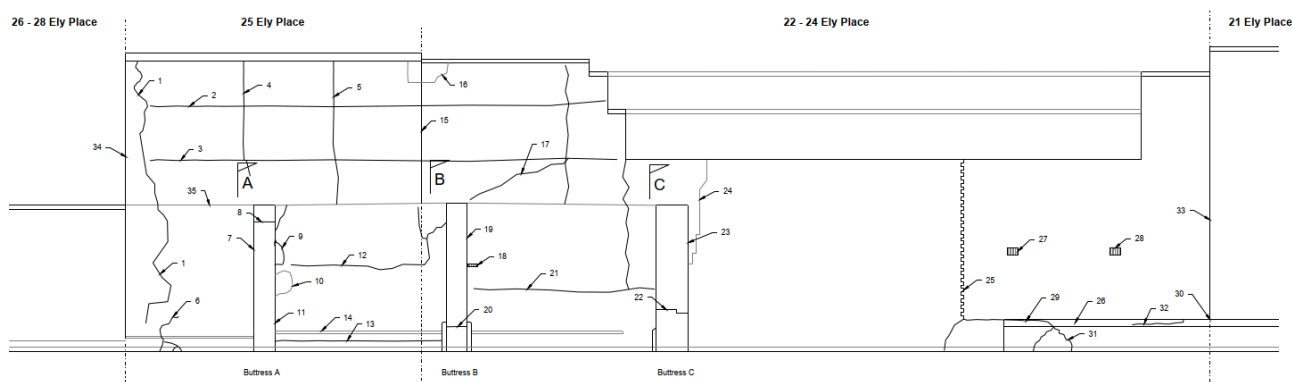 26 - 28 Ely Place 25 Ely Place 22 - 24 Ely Place 21 Ely Place
16
1 4 5
2
15
34 3 17
A B C
24
35
8 33
7 9 19 23
12 27 28
18
1 10 21
25
6 22
11 14 13 20 29 26 32 30
31
Buttress A Buttress B Buttress C